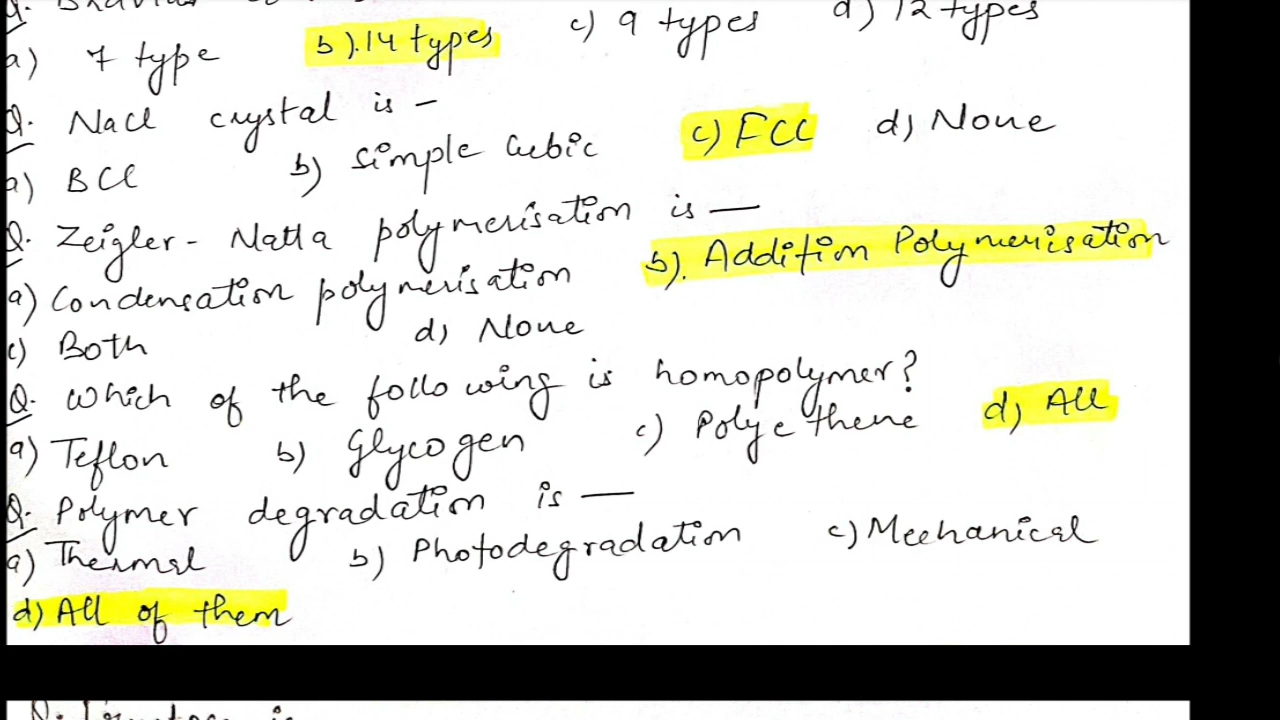 a) 7 type b). 14 types c) 9 types d) 12 types
Q. Nacl crystal is —
a) BCC b) Simple Cubic c) FCC d) None
Q. Zeigler- Natta polymerisation is —
a) Condensation polymerisation b). Addition Polymerisation
c) Both d) None
Q. Which of the following is homopolymer?
a) Teflon b) Glycogen c) Polyethene d) All
Q. Polymer degradation is —
a) Thermal b) Photodegradation c) Mechanical
d) All of them